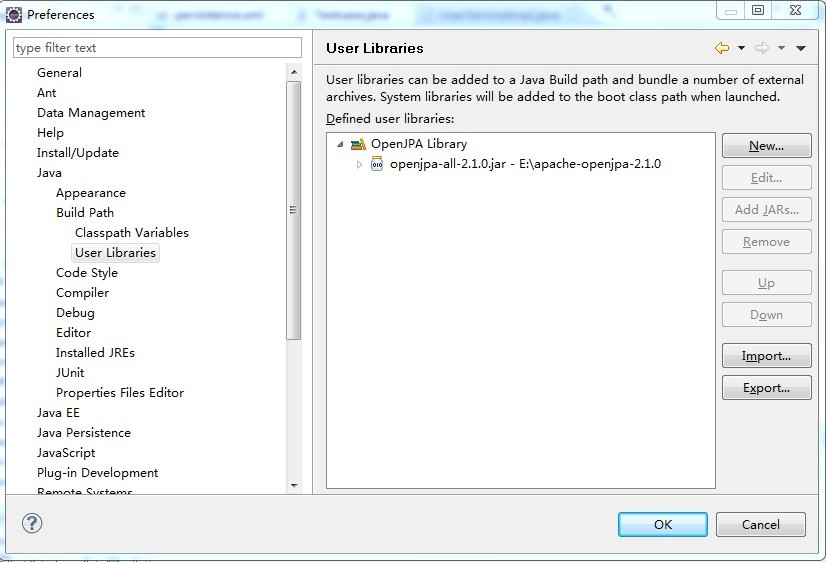 Preferences
type filter text
General
Ant
Data Management
Help
Install/Update
Java
Appearance
Build Path
Classpath Variables
User Libraries
Code Style
Compiler
Debug
Editor
Installed JREs
JUnit
Properties Files Editor
Java EE
Java Persistence
JavaScript
Plug-in Development
Remote Systems
User Libraries
User libraries can be added to a Java Build path and bundle a number of external
archives. System libraries will be added to the boot class path when launched.
Defined user libraries:
OpenJPA Library
openjpa-all-2.1.0.jar - E:\apache-openjpa-2.1.0
New...
Edit...
Add JARs...
Remove
Up
Down
Import...
Export...
OK
Cancel